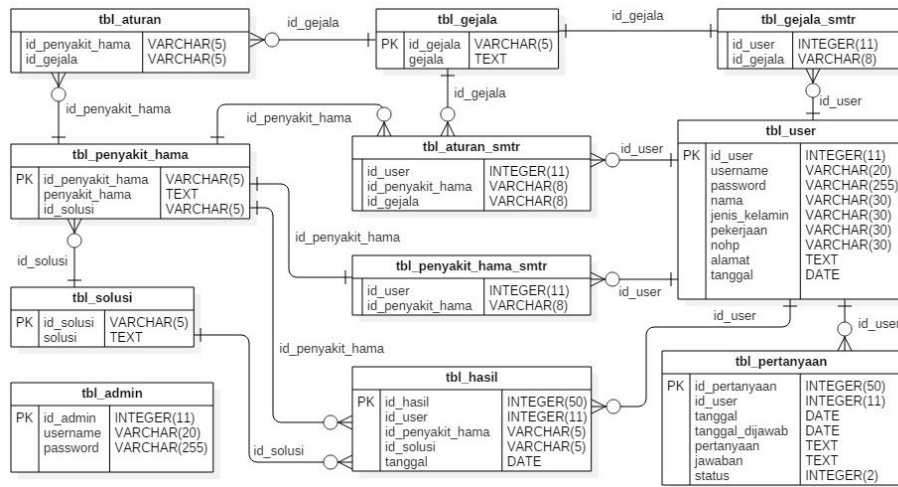 tbl_aturan
id_penyakit_hama VARCHAR(5)
id_gejala VARCHAR(5)
id_gejala
tbl_gejala
PK id_gejala VARCHAR(5)
gejala TEXT
id_gejala
tbl_gejala_smtr
id_user INTEGER(11)
id_gejala VARCHAR(8)
id_penyakit_hama
id_penyakit_hama
id_gejala
id_user
tbl_penyakit_hama
PK id_penyakit_hama VARCHAR(5)
penyakit_hama TEXT
id_solusi VARCHAR(5)
tbl_aturan_smtr
id_user INTEGER(11)
id_penyakit_hama VARCHAR(8)
id_gejala VARCHAR(8)
id_user
tbl_user
PK id_user INTEGER(11)
username VARCHAR(20)
password VARCHAR(255)
nama VARCHAR(30)
jenis_kelamin VARCHAR(30)
pekerjaan VARCHAR(30)
nohp VARCHAR(30)
alamat TEXT
tanggal DATE
id_penyakit_hama
id_solusi
tbl_penyakit_hama_smtr
id_user INTEGER(11)
id_penyakit_hama VARCHAR(8)
id_user
tbl_solusi
PK id_solusi VARCHAR(5)
solusi TEXT
id_user
id_user
id_penyakit_hama
tbl_admin
PK id_admin INTEGER(11)
username VARCHAR(20)
password VARCHAR(255)
id_solusi
tbl_hasil
PK id_hasil INTEGER(50)
id_user INTEGER(11)
id_penyakit_hama VARCHAR(5)
id_solusi VARCHAR(5)
tanggal DATE
tbl_pertanyaan
PK id_pertanyaan INTEGER(50)
id_user INTEGER(11)
tanggal DATE
tanggal_dijawab DATE
pertanyaan TEXT
jawaban TEXT
status INTEGER(2)